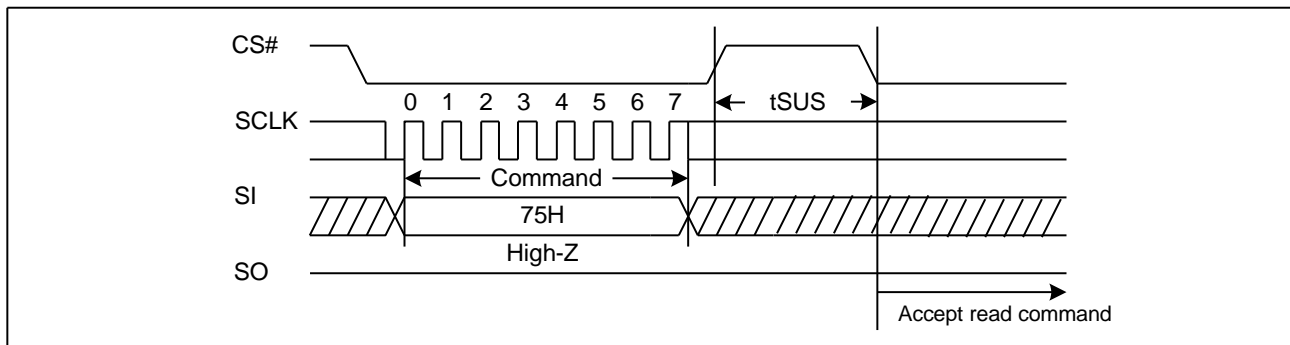 CS#
tSUS
0 1 2 3 4 5 6 7
SCLK
Command
SI
75H
High-Z
SO
Accept read command